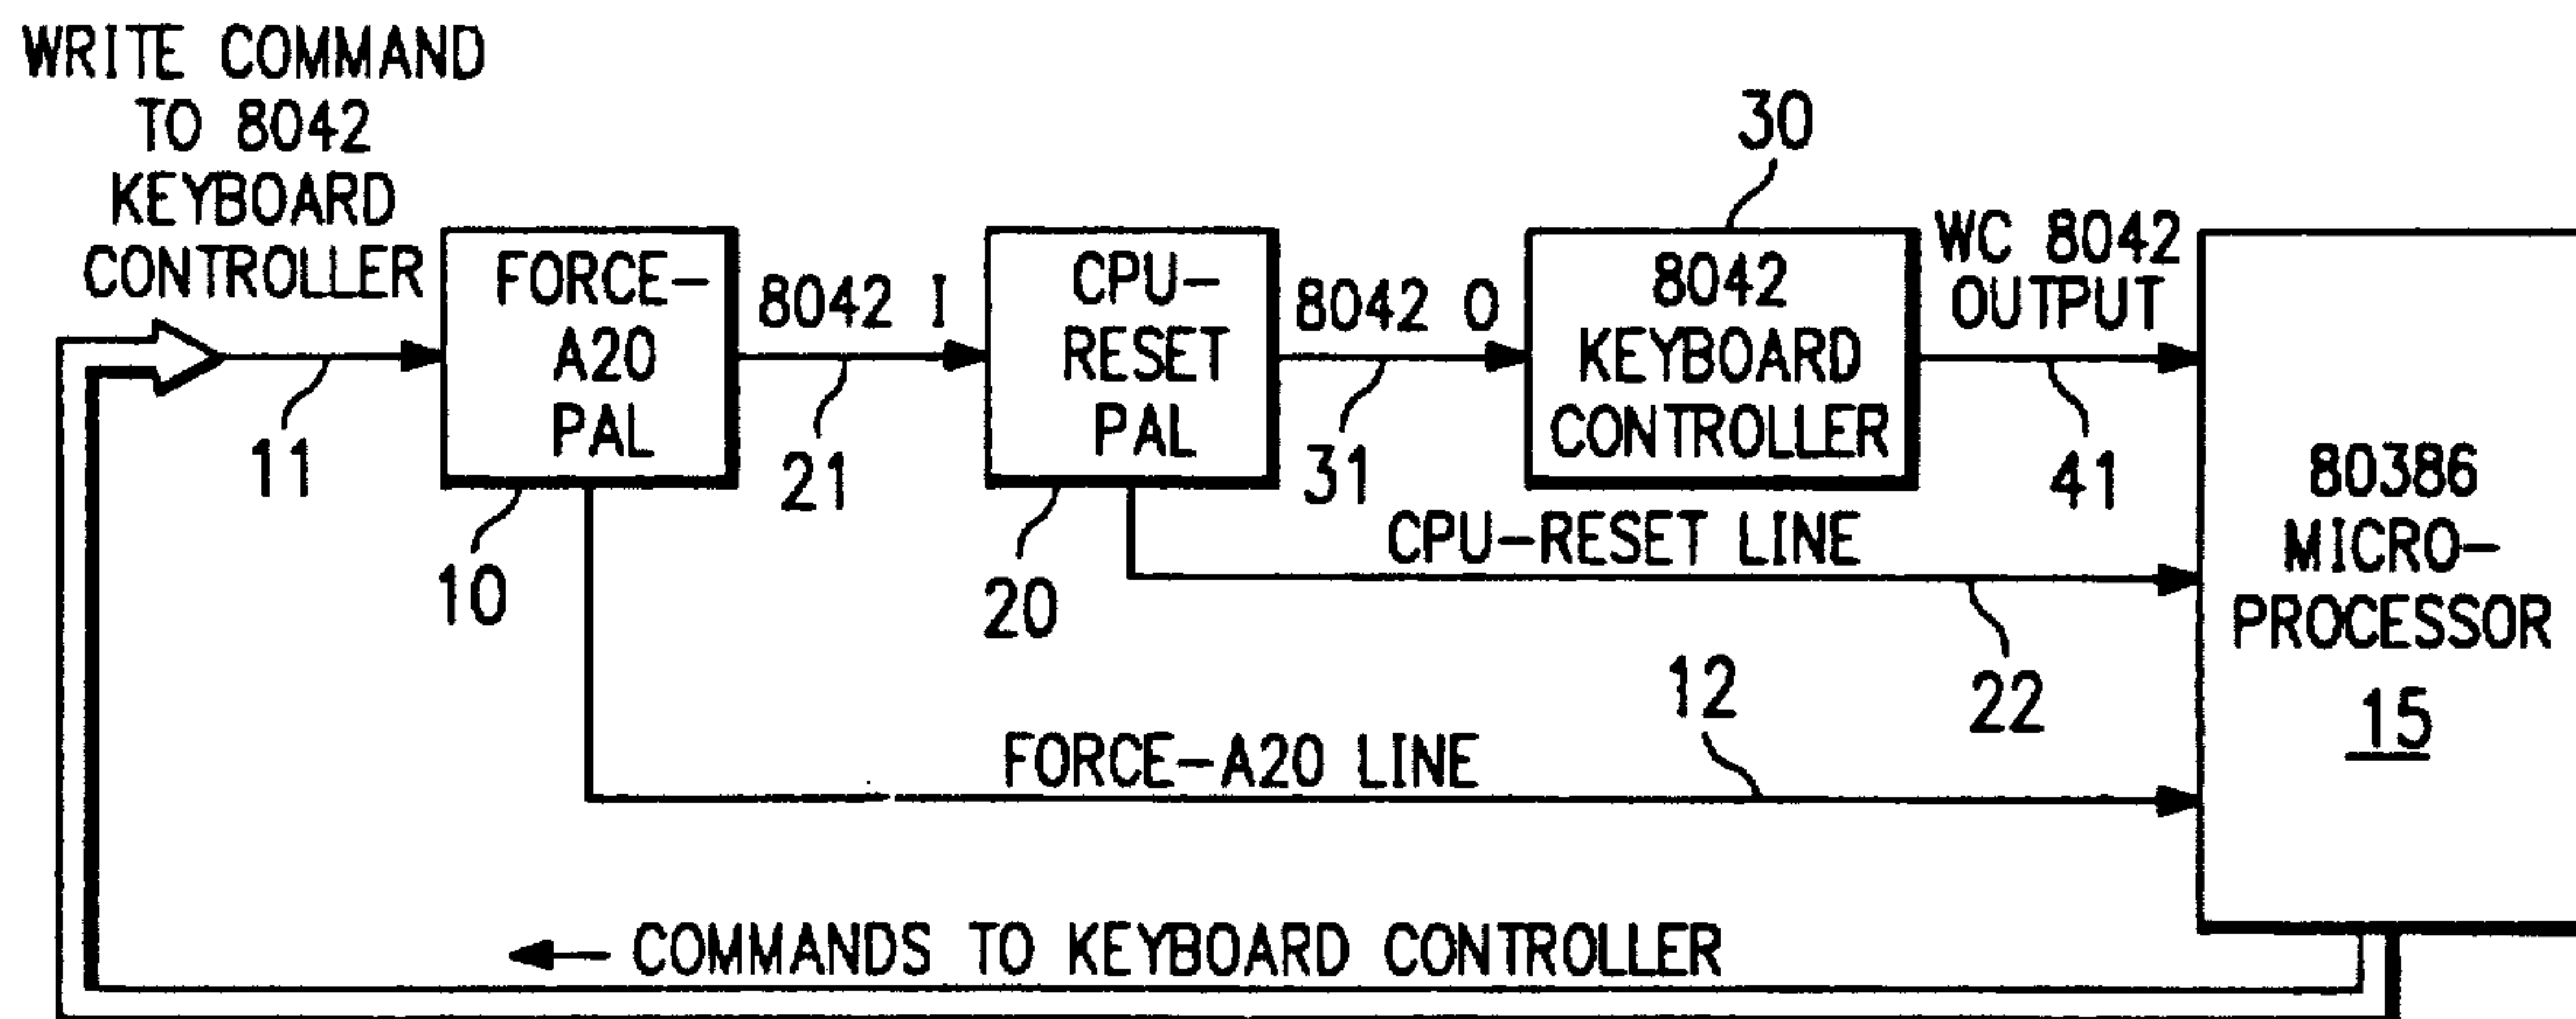 WRITE COMMAND
TO 8042
KEYBOARD
CONTROLLER
11
FORCE-
A20
PAL
10
8042 I
21
CPU-
RESET
PAL
20
8042 O
31
30
8042
KEYBOARD
CONTROLLER
WC 8042
OUTPUT
41
CPU-RESET LINE
22
FORCE-A20 LINE
12
80386
MICRO-
PROCESSOR
15
COMMANDS TO KEYBOARD CONTROLLER